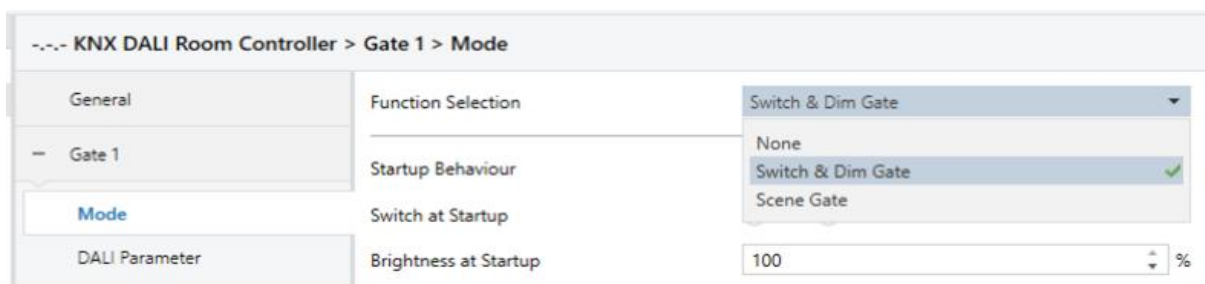 -.-.- KNX DALI Room Controller > Gate 1 > Mode
General
Function Selection
Switch & Dim Gate
None
Gate 1
Startup Behaviour
Switch & Dim Gate
Scene Gate
Mode
Switch at Startup
DALI Parameter
Brightness at Startup
100
%